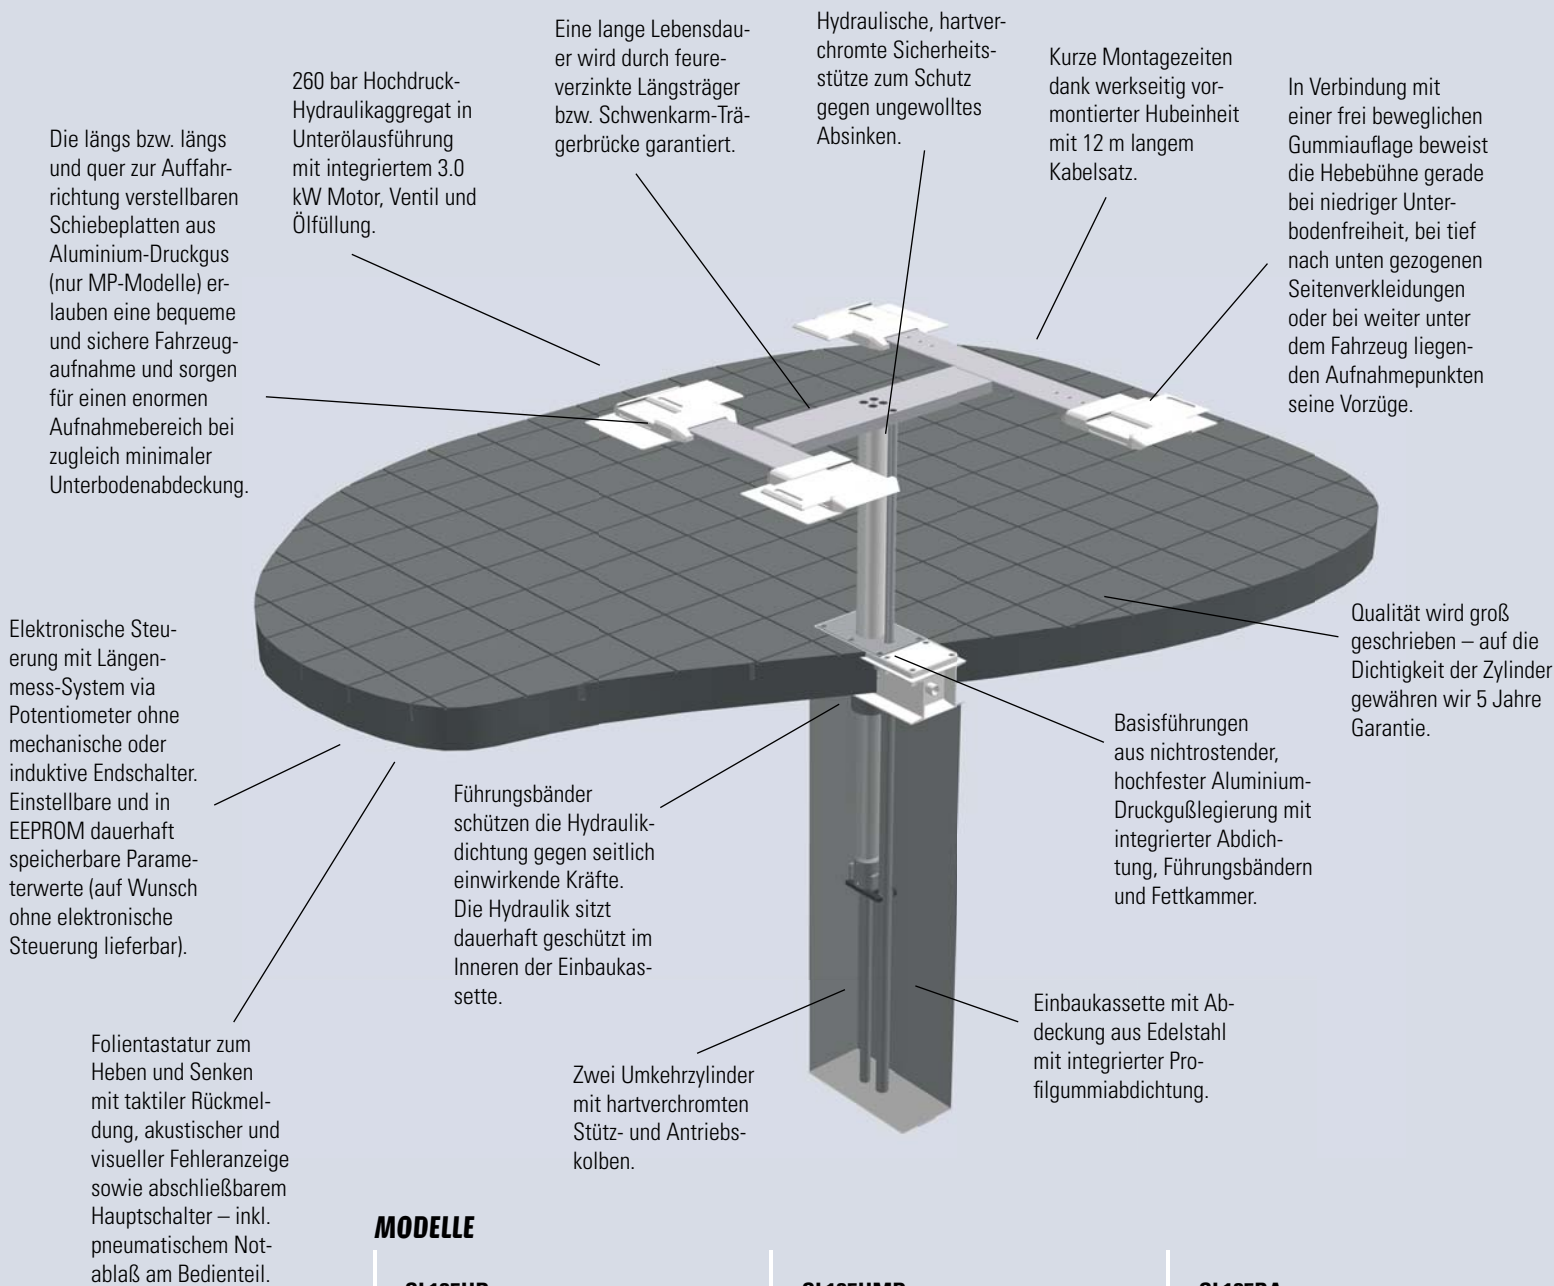 Die längs bzw. längs
und quer zur Auffahr-
richtung verstellbaren
Schiebeplatten aus
Aluminium-Druckgus
(nur MP-Modelle) er-
lauben eine bequeme
und sichere Fahrzeug-
aufnahme und sorgen
für einen enormen
Aufnahmebereich bei
zugleich minimaler
Unterbodenabdeckung.
260 bar Hochdruck-
Hydraulikaggregat in
Unterölausführung
mit integriertem 3.0
kW Motor, Ventil und
Ölfüllung.
Eine lange Lebensdau-
er wird durch feure-
verzinkte Längsträger
bzw. Schwenkarm-Trä-
gerbrücke garantiert.
Hydraulische, hartver-
chromte Sicherheits-
stütze zum Schutz
gegen ungewolltes
Absinken.
Kurze Montagezeiten
dank werkseitig vor-
montierter Hubeinheit
mit 12 m langem
Kabelsatz.
In Verbindung mit
einer frei beweglichen
Gummiauflage beweist
die Hebebühne gerade
bei niedriger Unter-
bodenfreiheit, bei tief
nach unten gezogenen
Seitenverkleidungen
oder bei weiter unter
dem Fahrzeug liegen-
den Aufnahmepunkten
seine Vorzüge.
Elektronische Steu-
erung mit Längen-
mess-System via
Potentiometer ohne
mechanische oder
induktive Endschalter.
Einstellbare und in
EEPROM dauerhaft
speicherbare Parame-
terwerte (auf Wunsch
ohne elektronische
Steuerung lieferbar).
Führungsbänder
schützen die Hydraulik-
dichtung gegen seitlich
einwirkende Kräfte.
Die Hydraulik sitzt
dauerhaft geschützt im
Inneren der Einbaukas-
sette.
Basisführungen
aus nichtrostender,
hochfester Aluminium-
Druckgußlegierung mit
integrierter Abdich-
tung, Führungsbändern
und Fettkammer.
Qualität wird groß
geschrieben – auf die
Dichtigkeit der Zylinder
gewähren wir 5 Jahre
Garantie.
Folientastatur zum
Heben und Senken
mit taktiler Rückmel-
dung, akustischer und
visueller Fehleranzeige
sowie abschließbarem
Hauptschalter – inkl.
pneumatischem Not-
ablaß am Bedienteil.
Zwei Umkehrzylinder
mit hartverchromten
Stütz- und Antriebs-
kolben.
Einbaukassette mit Ab-
deckung aus Edelstahl
mit integrierter Pro-
filgummiabdichtung.
MODELLE